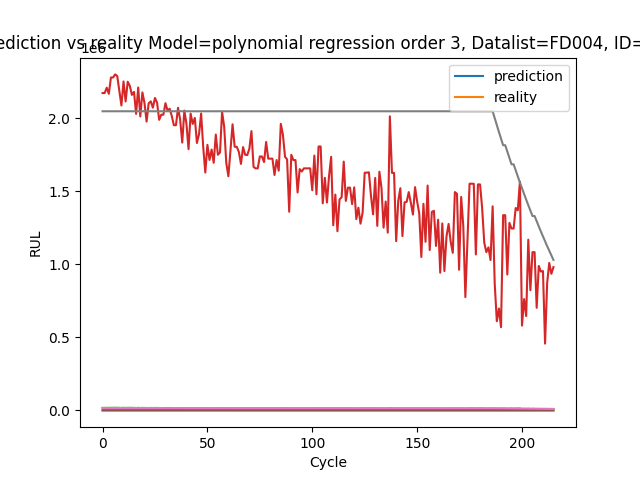 ediction vs reality Model=polynomial regression order 3, Datalist=FD004, ID=
1e6
prediction
reality
2.0
1.5
1.0
0.5
0.0
RUL
0
50
100
150
200
Cycle